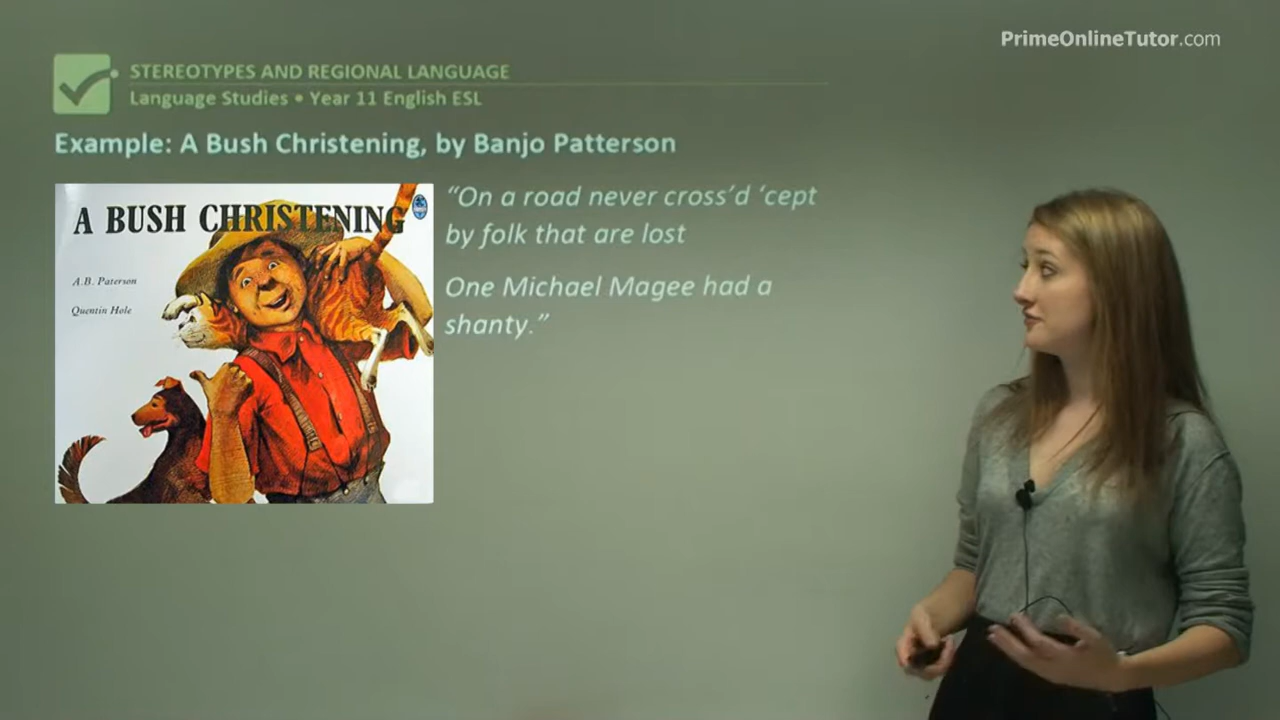 PrimeOnlineTutor.com
STEREOTYPES AND REGIONAL LANGUAGE
Language Studies • Year 11 English ESL
Example: A Bush Christening, by Banjo Patterson
A BUSH CHRISTENING
A.B. Paterson
Quentin Hole
“On a road never cross’d ‘cept
by folk that are lost
One Michael Magee had a
shanty.”